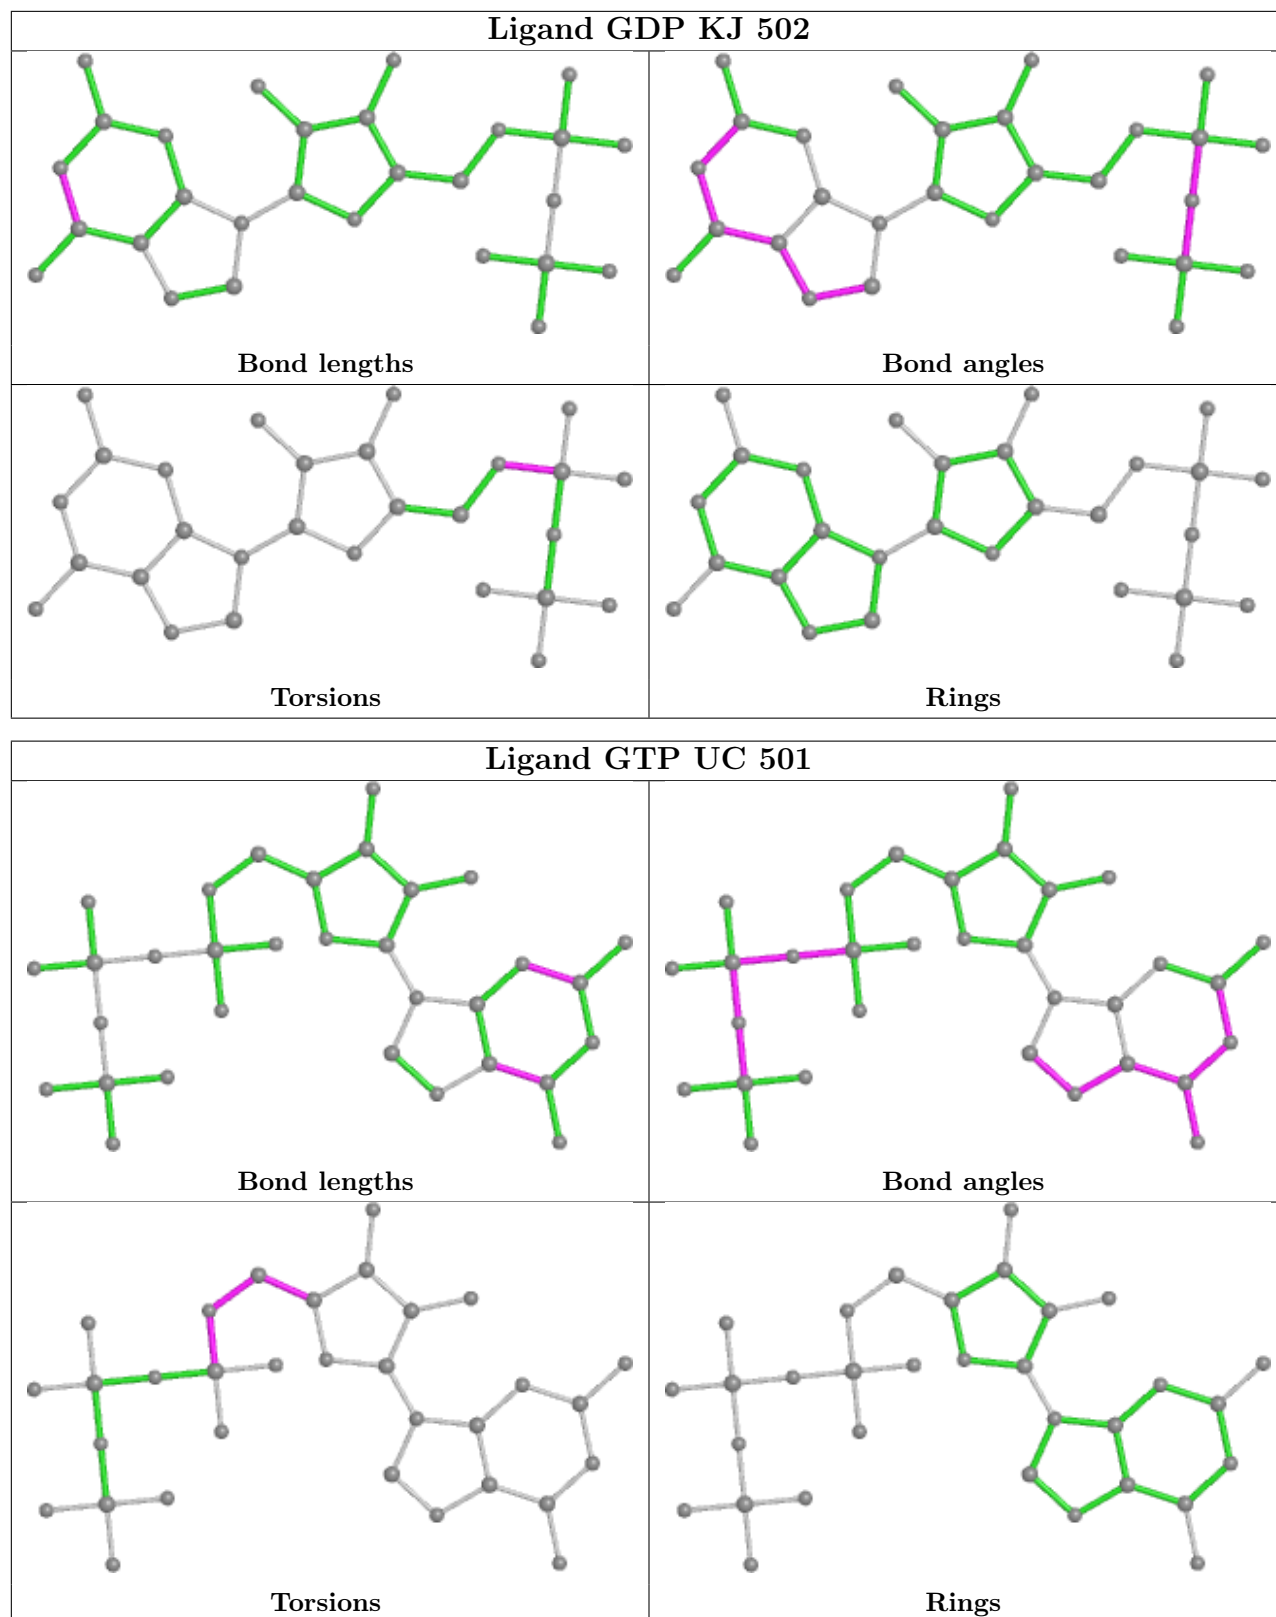 Ligand GDP KJ 502
Bond lengths
Bond angles
Torsions
Rings
Ligand GTP UC 501
Bond lengths
Bond angles
Torsions
Rings